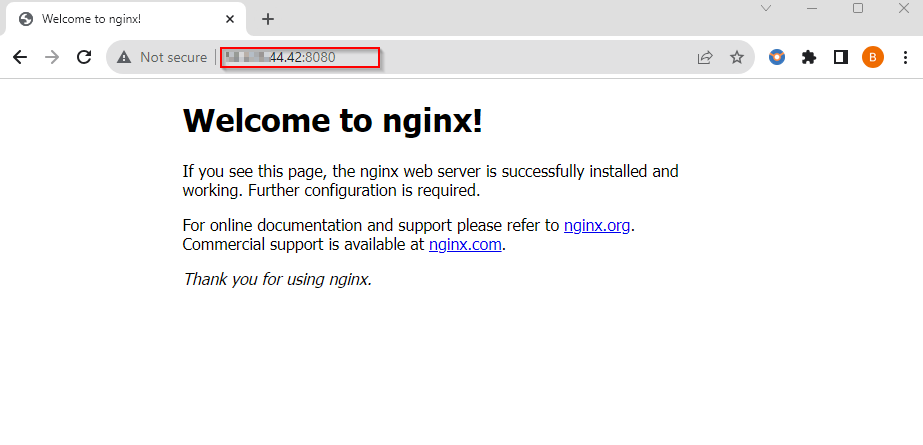 Welcome to nginx!
Not secure 44.42:8080
B
Welcome to nginx!
If you see this page, the nginx web server is successfully installed and
working. Further configuration is required.
For online documentation and support please refer to nginx.org.
Commercial support is available at nginx.com.
Thank you for using nginx.